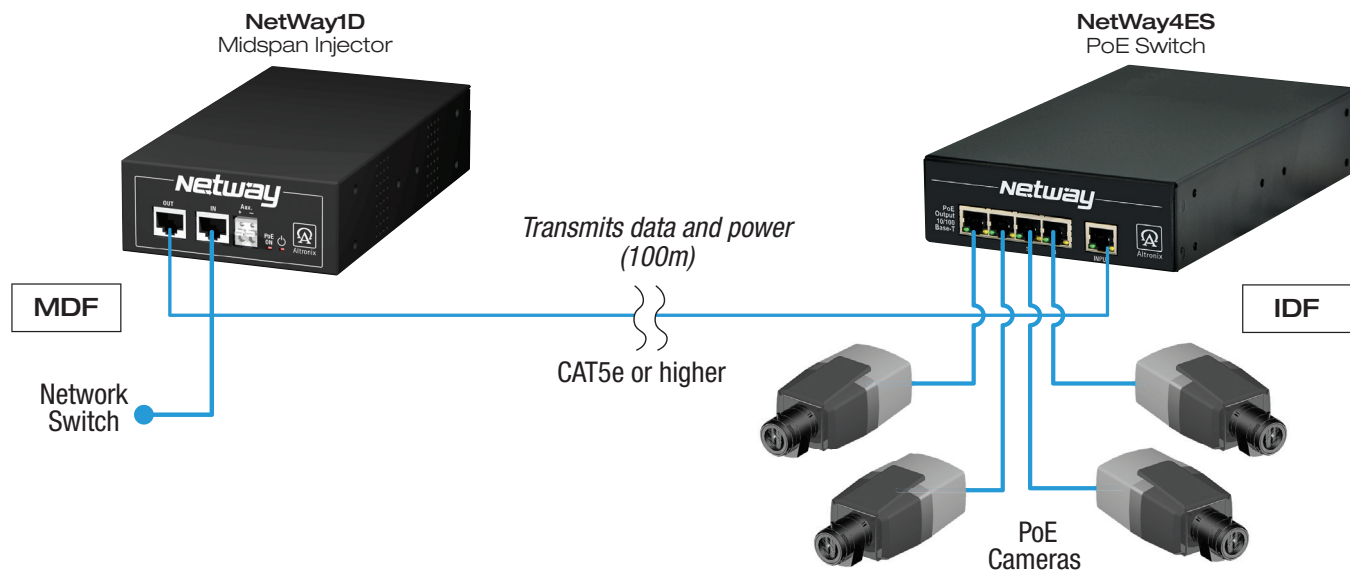 NetWay1D
Midspan Injector
NetWay4ES
PoE Switch
Netway
OUT
IN
Aux.
+ −
PoE
ON
Altronix
Netway
PoE
Output
10/100
Base-T
INPUT
Altronix
Transmits data and power
(100m)
MDF
IDF
CAT5e or higher
Network
Switch
PoE
Cameras